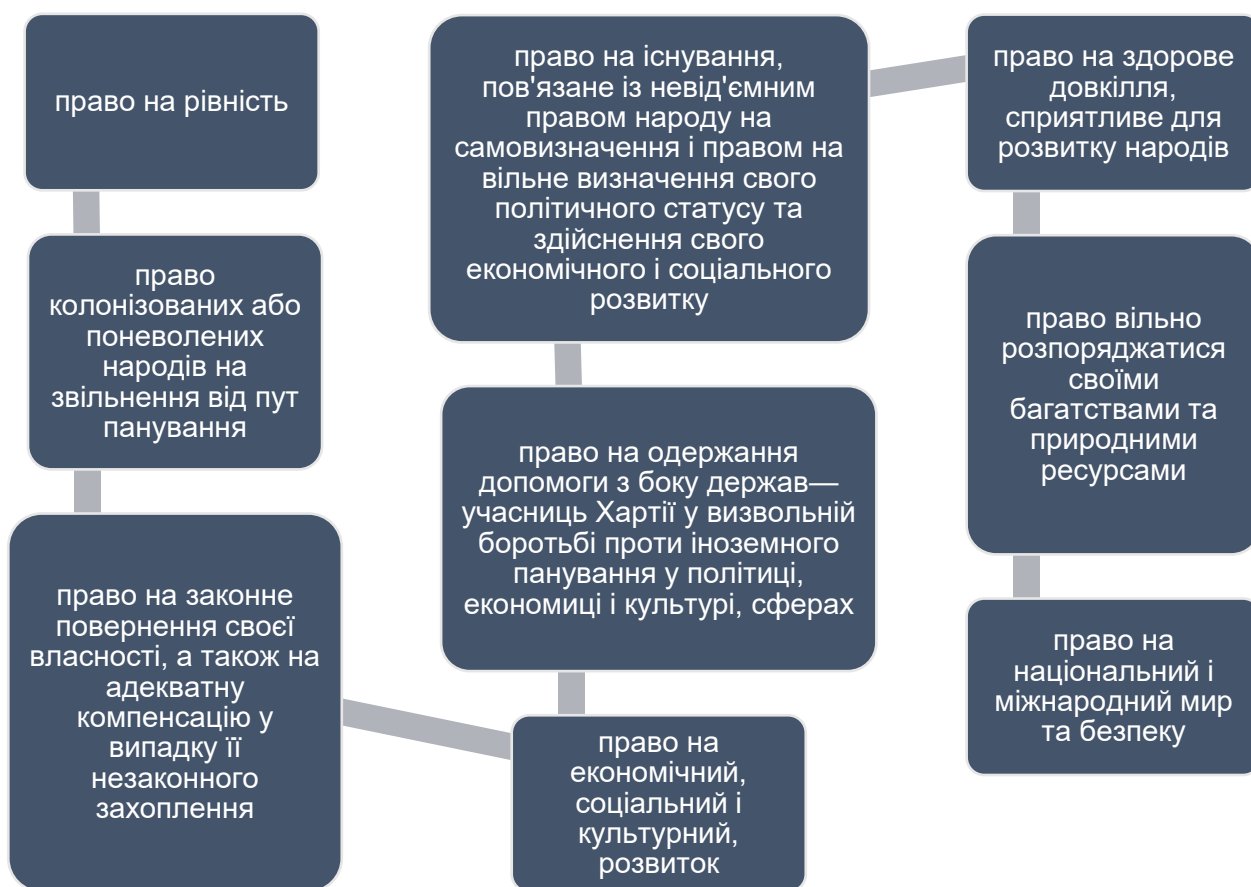 право на рівність
право
колонізованих або
поневолених
народів на
звільнення від пут
панування
право на законне
повернення своєї
власності, а також на
адекватну
компенсацію у
випадку її
незаконного
захоплення
право на
економічний,
соціальний і
культурний,
розвиток
право на одержання
допомоги з боку держав—
учасниць Хартії у визвольній
боротьбі проти іноземного
панування у політиці,
економиці і культурі, сферах
право на існування,
пов'язане із невід'ємним
правом народу на
самовизначення і правом на
вільне визначення свого
політичного статусу та
здійснення свого
економічного і соціального
розвитку
право на здорове
довкілля,
сприятливе для
розвитку народів
право вільно
розпоряджатися
своїми
багатствами та
природними
ресурсами
право на
національний і
міжнародний мир
та безпеку